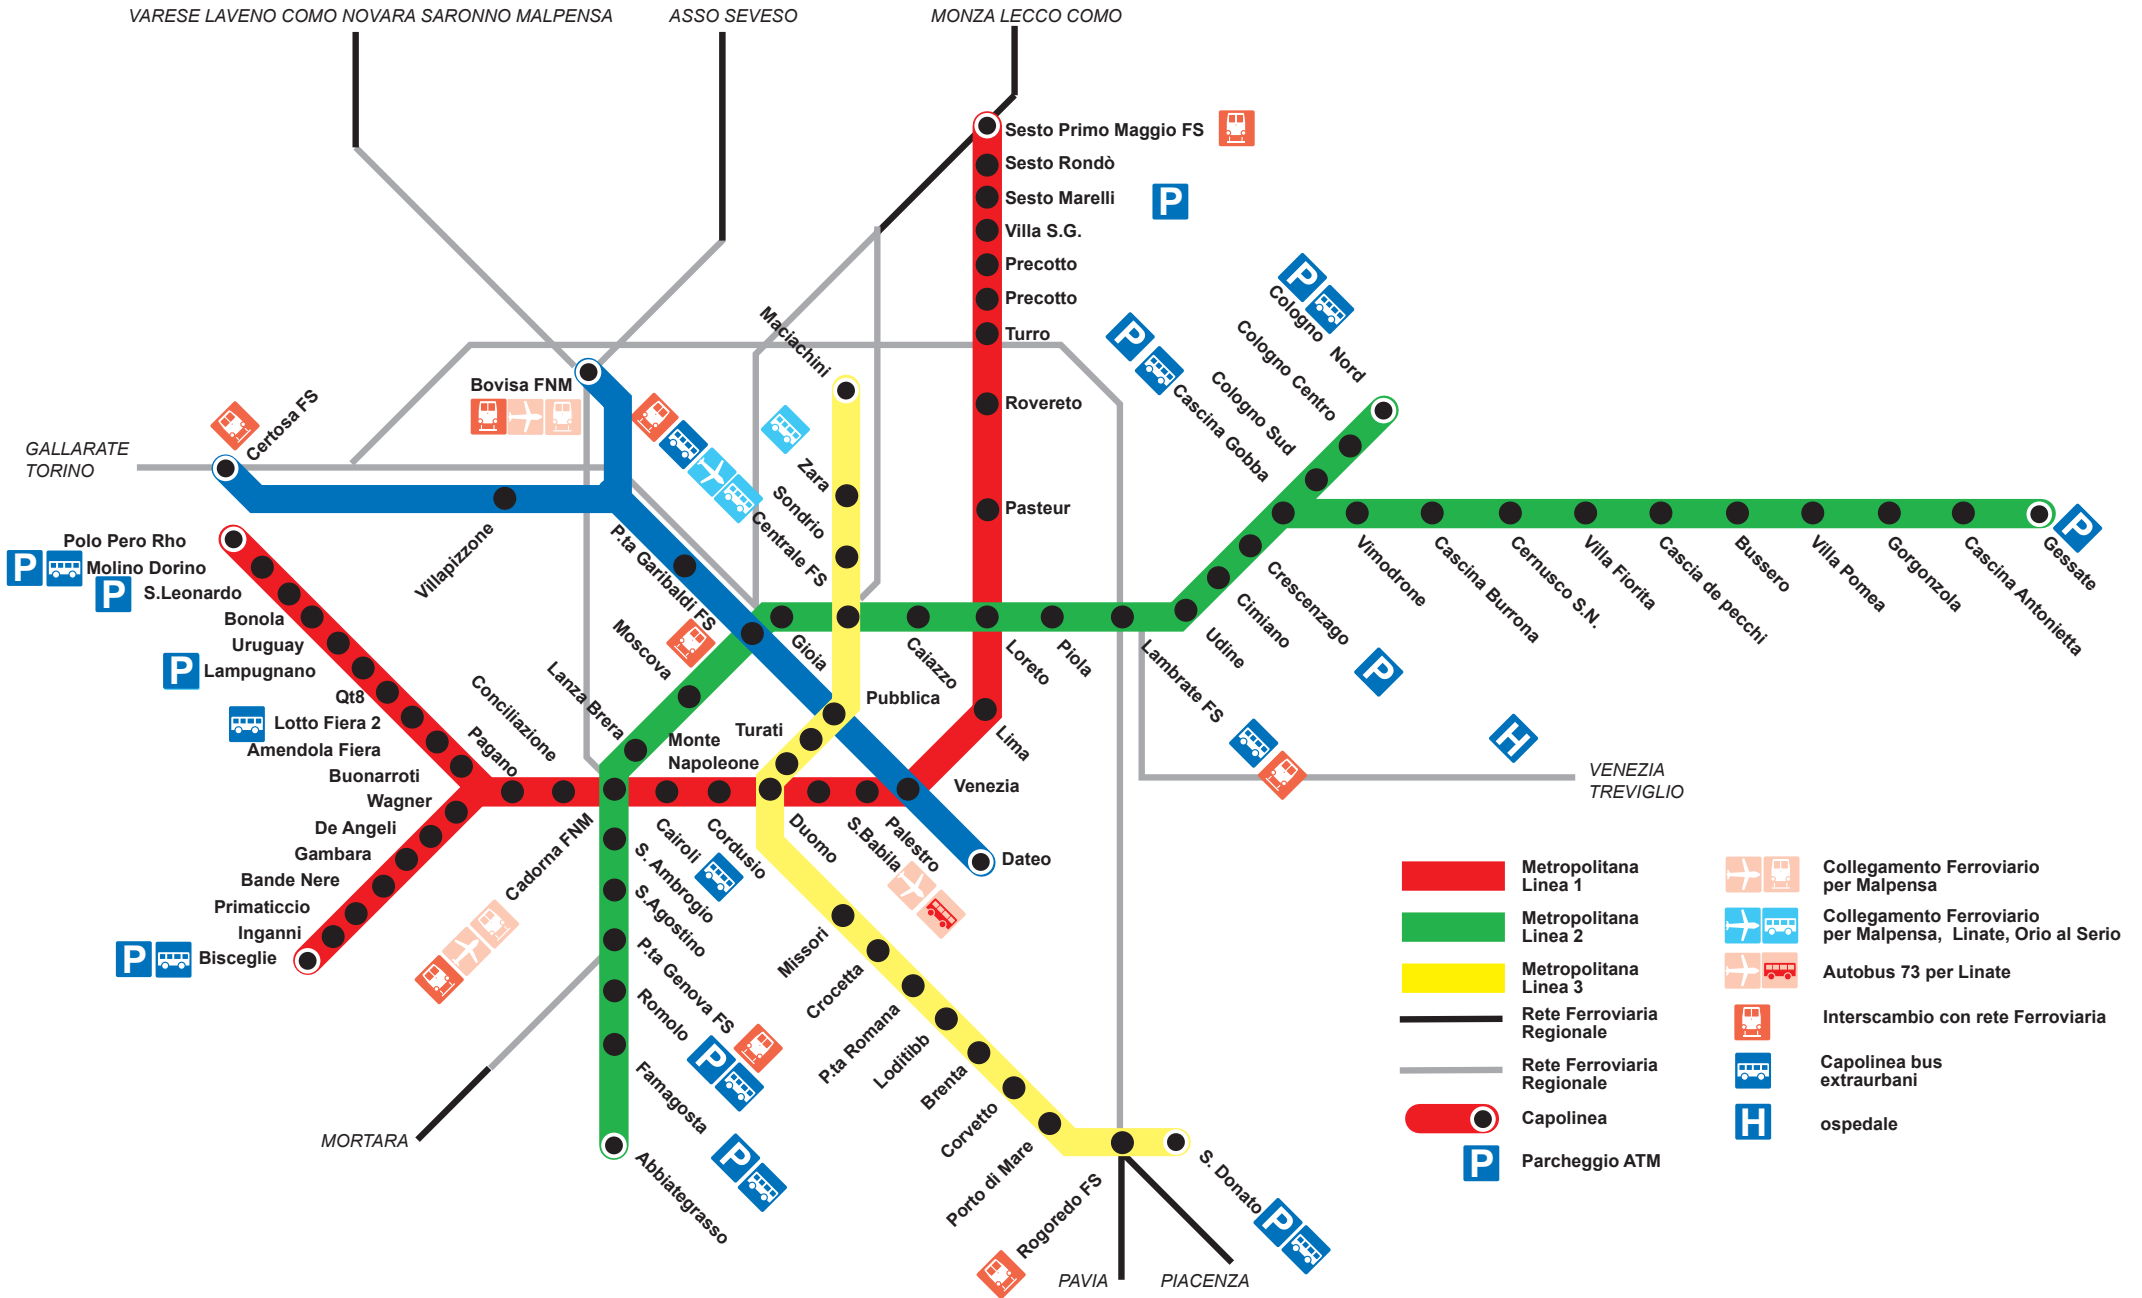 VARESE LAVENO COMO NOVARA SARONNO MALPENSA
ASSO SEVESO
MONZA LECCO COMO
Sesto Primo Maggio FS
Sesto Rondò
Sesto Marelli
P
Villa S.G.
Precotto
Precotto
Turro
Rovereto
Pasteur
Maciachini
Zara
Sondrio
Centrale FS
Bovisa FNM
Certosa FS
GALLARATE
TORINO
Villapizzone
P.ta Garibaldi FS
Moscova
Lanza Brera
Conciliazione
Pagano
Polo Pero Rho
P
Molino Dorino
P
S.Leonardo
Bonola
Uruguay
P
Lampugnano
Qt8
Lotto Fiera 2
Amendola Fiera
Buonarroti
Wagner
De Angeli
Gambara
Bande Nere
Primaticcio
Inganni
P
Bisceglie
Gioia
Caiazzo
Loreto
Piola
Lambrate FS
Udine
Cimiano
Crescenzago
P
P
Cascina Gobba
Cologno Sud
Cologno Centro
P
Cologno Nord
Vimodrone
Cascina Burrona
Cernusco S.N.
Villa Fiorita
Cascia de pecchi
Bussero
Villa Pomea
Gorgonzola
Cascina Antonietta
Gessate
P
H
VENEZIA
TREVIGLIO
Pubblica
Turati
Monte
Napoleone
Lima
Venezia
Dateo
Palestro
S.Babila
Duomo
Cordusio
Cairoli
Cadorna FNM
S. Ambrogio
S.Agostino
P.ta Genova FS
Romolo
P
Famagosta
P
Abbiategrasso
MORTARA
Missori
Crocetta
P.ta Romana
Loditibb
Brenta
Corvetto
Porto di Mare
Rogoredo FS
S. Donato
P
PAVIA
PIACENZA
Metropolitana
Linea 1
Metropolitana
Linea 2
Metropolitana
Linea 3
Rete Ferroviaria
Regionale
Rete Ferroviaria
Regionale
Capolinea
P
Parcheggio ATM
Collegamento Ferroviario
per Malpensa
Collegamento Ferroviario
per Malpensa, Linate, Orio al Serio
Autobus 73 per Linate
Interscambio con rete Ferroviaria
Capolinea bus
extraurbani
H
ospedale